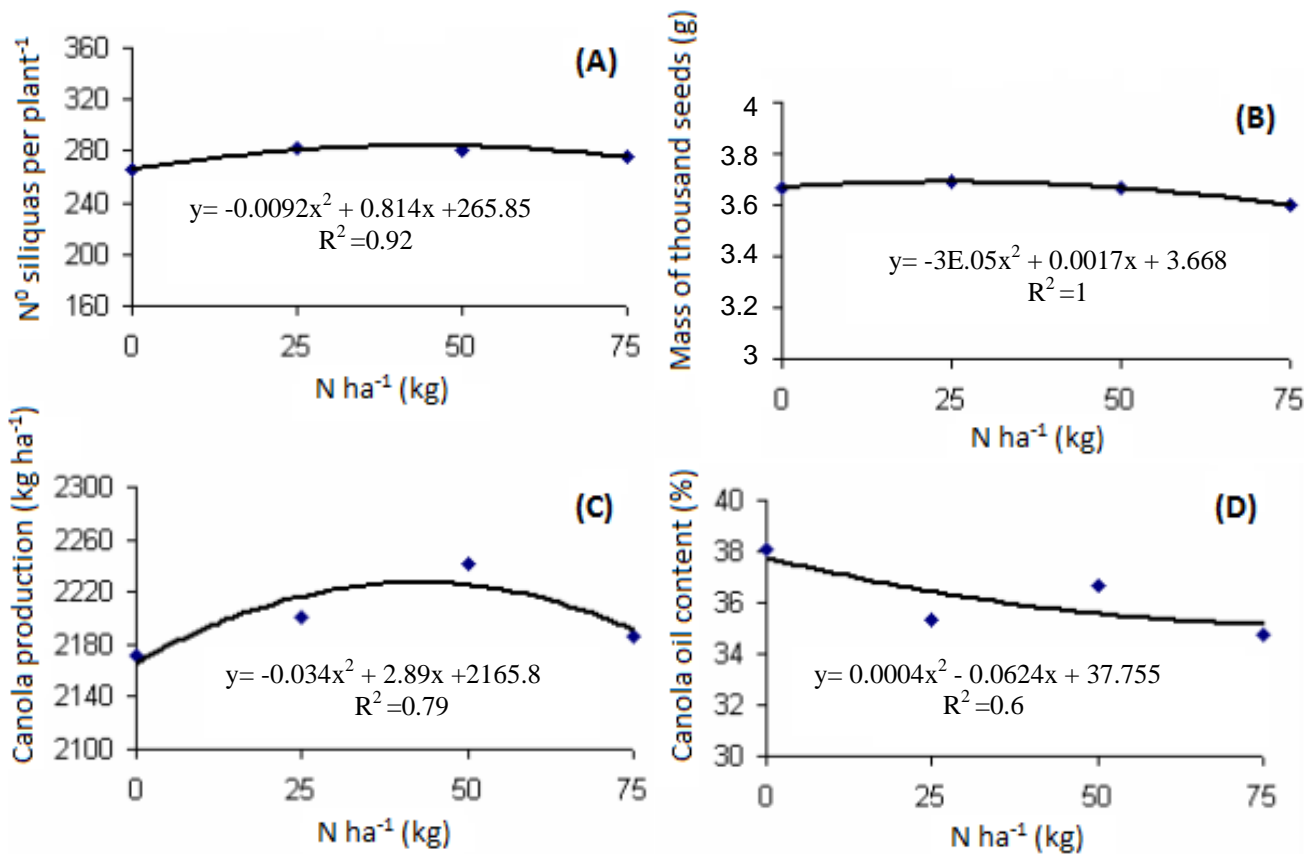 Nº siliquas per plant⁻¹
360
320
280
240
200
160
(A)
y= -0.0092x² + 0.814x +265.85
R² =0.92
0 25 50 75
N ha⁻¹ (kg)
Mass of thousand seeds (g)
4
3.8
3.6
3.4
3.2
3
(B)
y= -3E.05x² + 0.0017x + 3.668
R² =1
0 25 50 75
N ha⁻¹ (kg)
Canola production (kg ha⁻¹)
2300
2260
2220
2180
2140
2100
(C)
y= -0.034x² + 2.89x +2165.8
R² =0.79
0 25 50 75
N ha⁻¹ (kg)
Canola oil content (%)
40
38
36
34
32
30
(D)
y= 0.0004x² - 0.0624x + 37.755
R² =0.6
0 25 50 75
N ha⁻¹ (kg)